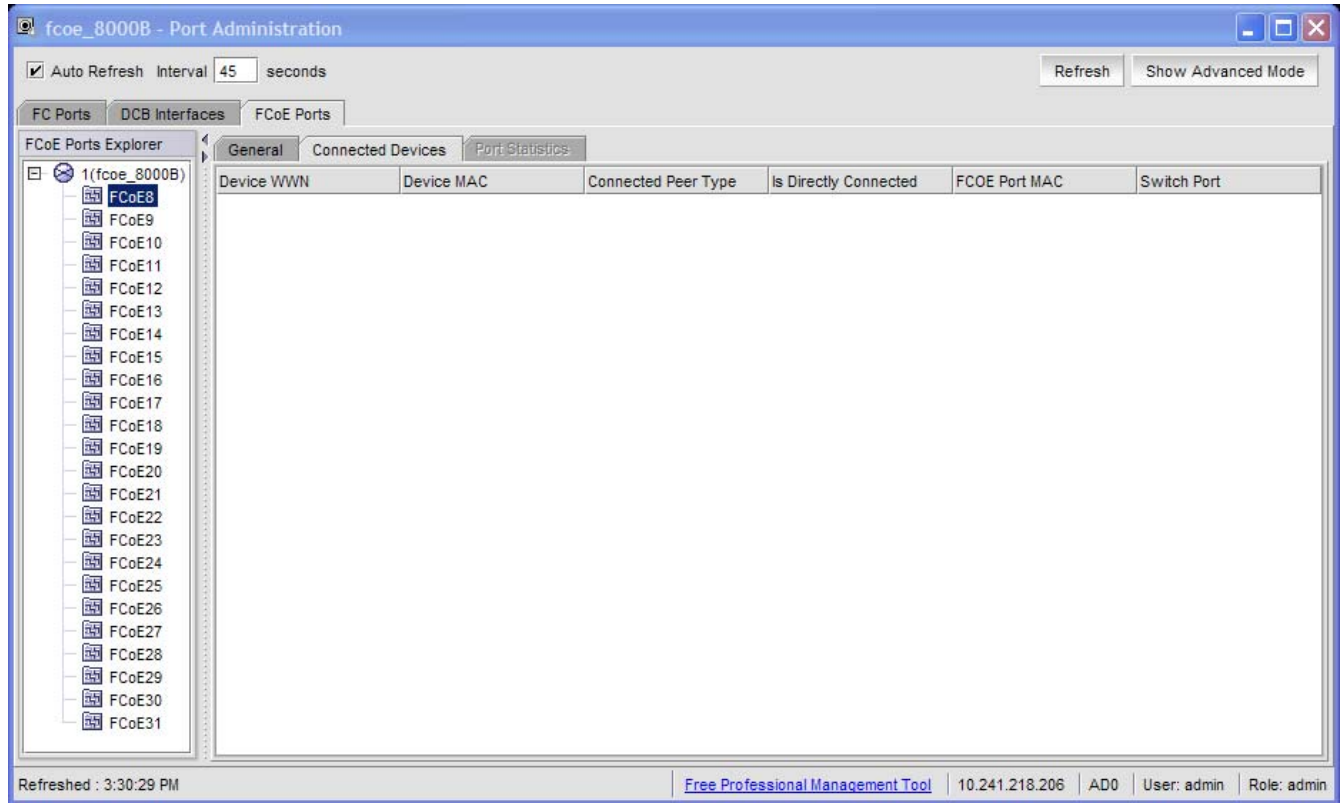 fcoe_8000B - Port Administration
Auto Refresh Interval 45 seconds Refresh Show Advanced Mode
FC Ports DCB Interfaces FCoE Ports
FCoE Ports Explorer General Connected Devices Port Statistics
1(fcoe_8000B) Device WWN Device MAC Connected Peer Type Is Directly Connected FCOE Port MAC Switch Port
FCoE8
FCoE9
FCoE10
FCoE11
FCoE12
FCoE13
FCoE14
FCoE15
FCoE16
FCoE17
FCoE18
FCoE19
FCoE20
FCoE21
FCoE22
FCoE23
FCoE24
FCoE25
FCoE26
FCoE27
FCoE28
FCoE29
FCoE30
FCoE31
Refreshed : 3:30:29 PM Free Professional Management Tool 10.241.218.206 AD0 User: admin Role: admin